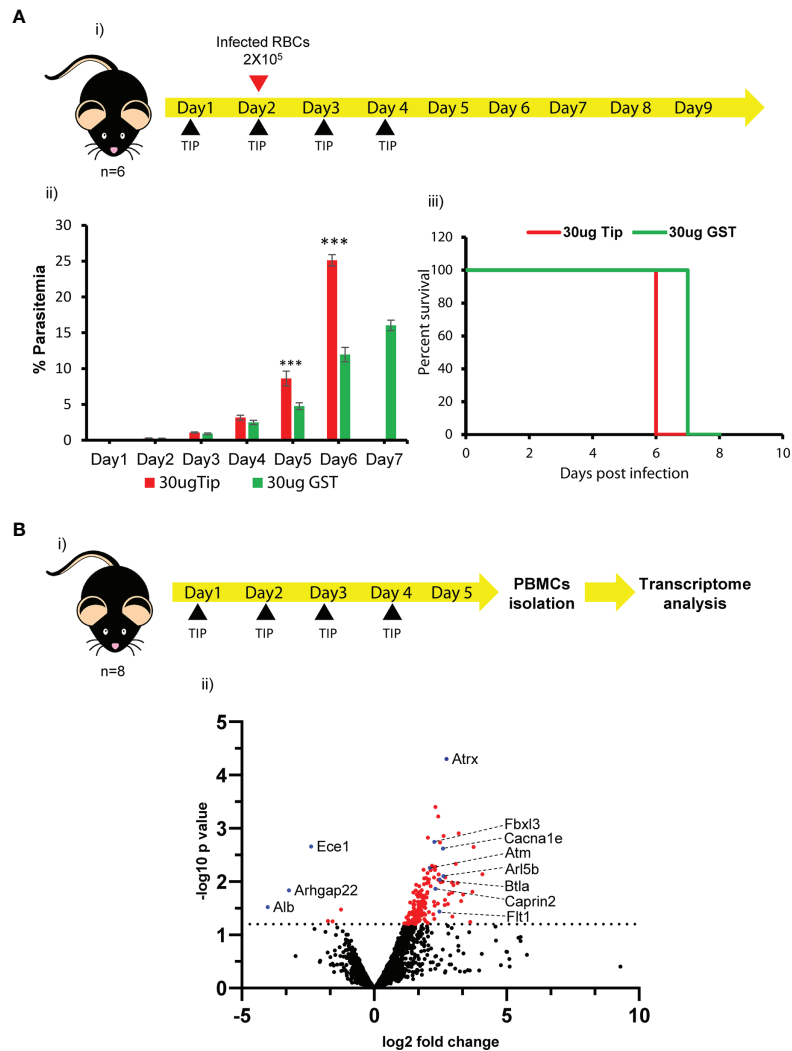 A
i)
Infected RBCs
2X10⁵
Day1 Day2 Day3 Day 4 Day 5 Day 6 Day7 Day 8 Day9
TIP TIP TIP TIP
n=6
ii)
30
25
20
15
10
5
0
% Parasitemia
*** ***
Day1 Day2 Day3 Day4 Day5 Day6 Day7
30ugTip 30ug GST
iii)
30ug Tip 30ug GST
120
100
80
60
40
20
0
Percent survival
0 2 4 6 8 10
Days post infection
B
i)
Day1 Day2 Day3 Day 4 Day 5
TIP TIP TIP TIP
n=8
PBMCs
isolation
Transcriptome
analysis
ii)
5
4
3
2
1
0
-log10 p value
Atrx
Fbxl3
Cacna1e
Atm
Arl5b
Btla
Caprin2
Flt1
Ece1
Arhgap22
Alb
-5 0 5 10
log2 fold change